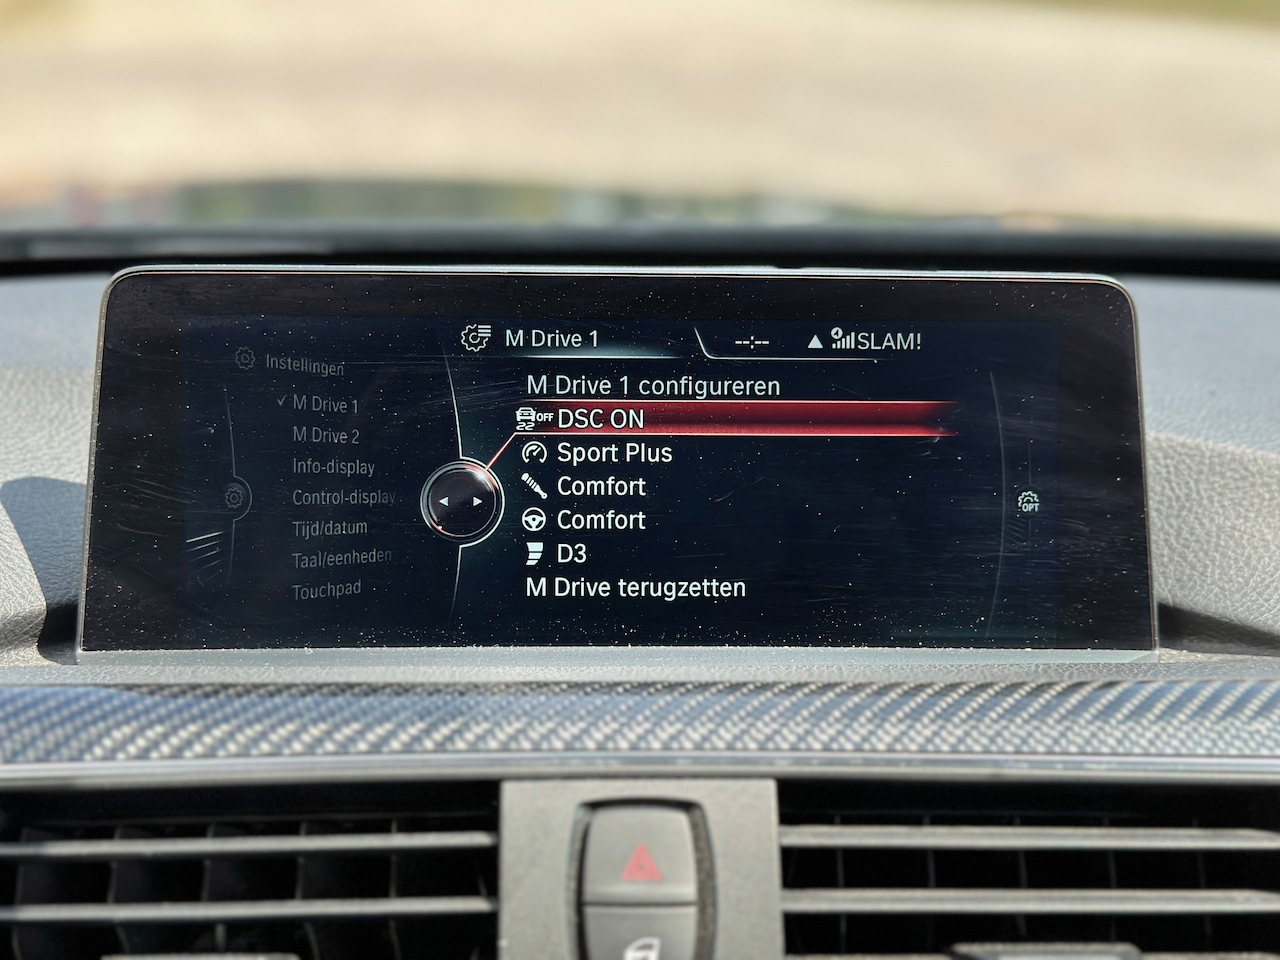 M Drive 1
--:--
SLAM!
Instellingen
M Drive 1
M Drive 2
Info-display
Control-display
Tijd/datum
Taal/eenheden
Touchpad
M Drive 1 configureren
OFF DSC ON
Sport Plus
Comfort
Comfort
D3
M Drive terugzetten
OPT